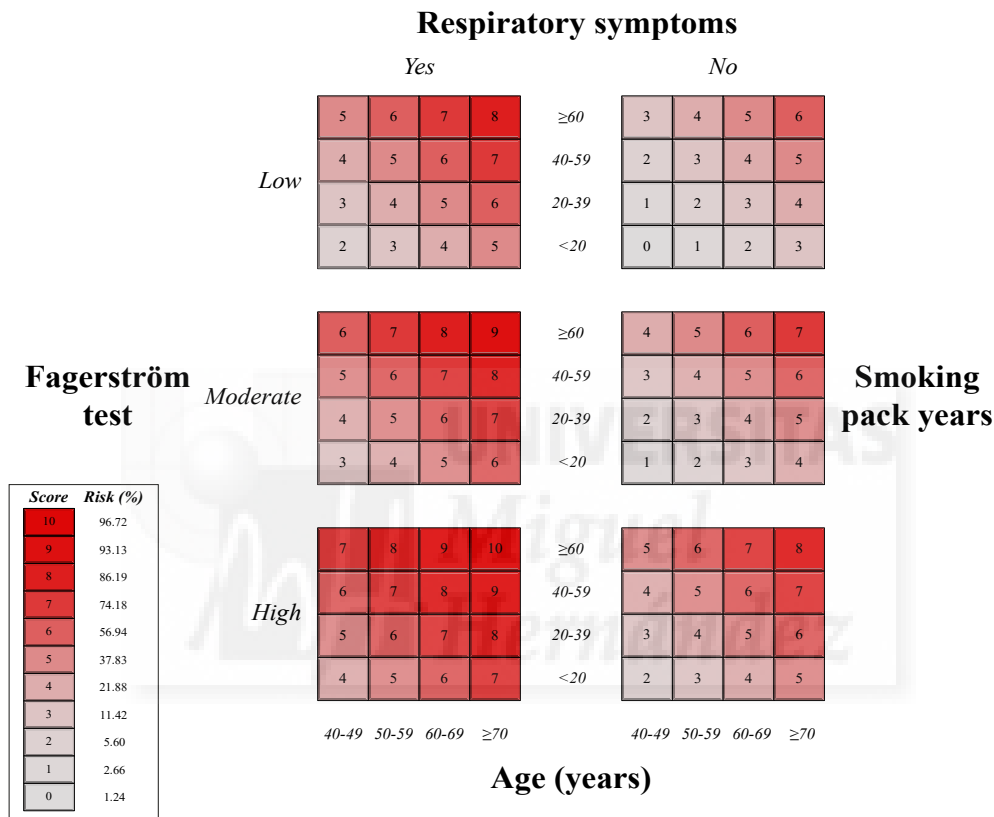 Respiratory symptoms
Yes No
5 6 7 8 ≥60 3 4 5 6
4 5 6 7 40-59 2 3 4 5
Low
3 4 5 6 20-39 1 2 3 4
2 3 4 5 <20 0 1 2 3
6 7 8 9 ≥60 4 5 6 7
5 6 7 8 40-59 3 4 5 6
Fagerström
test
Moderate
Smoking
pack years
4 5 6 7 20-39 2 3 4 5
3 4 5 6 <20 1 2 3 4
UNIVERSITAS
Miguel
Hernández
7 8 9 10 ≥60 5 6 7 8
6 7 8 9 40-59 4 5 6 7
High
5 6 7 8 20-39 3 4 5 6
4 5 6 7 <20 2 3 4 5
40-49 50-59 60-69 ≥70 40-49 50-59 60-69 ≥70
Age (years)
Score Risk (%)
10 96.72
9 93.13
8 86.19
7 74.18
6 56.94
5 37.83
4 21.88
3 11.42
2 5.60
1 2.66
0 1.24